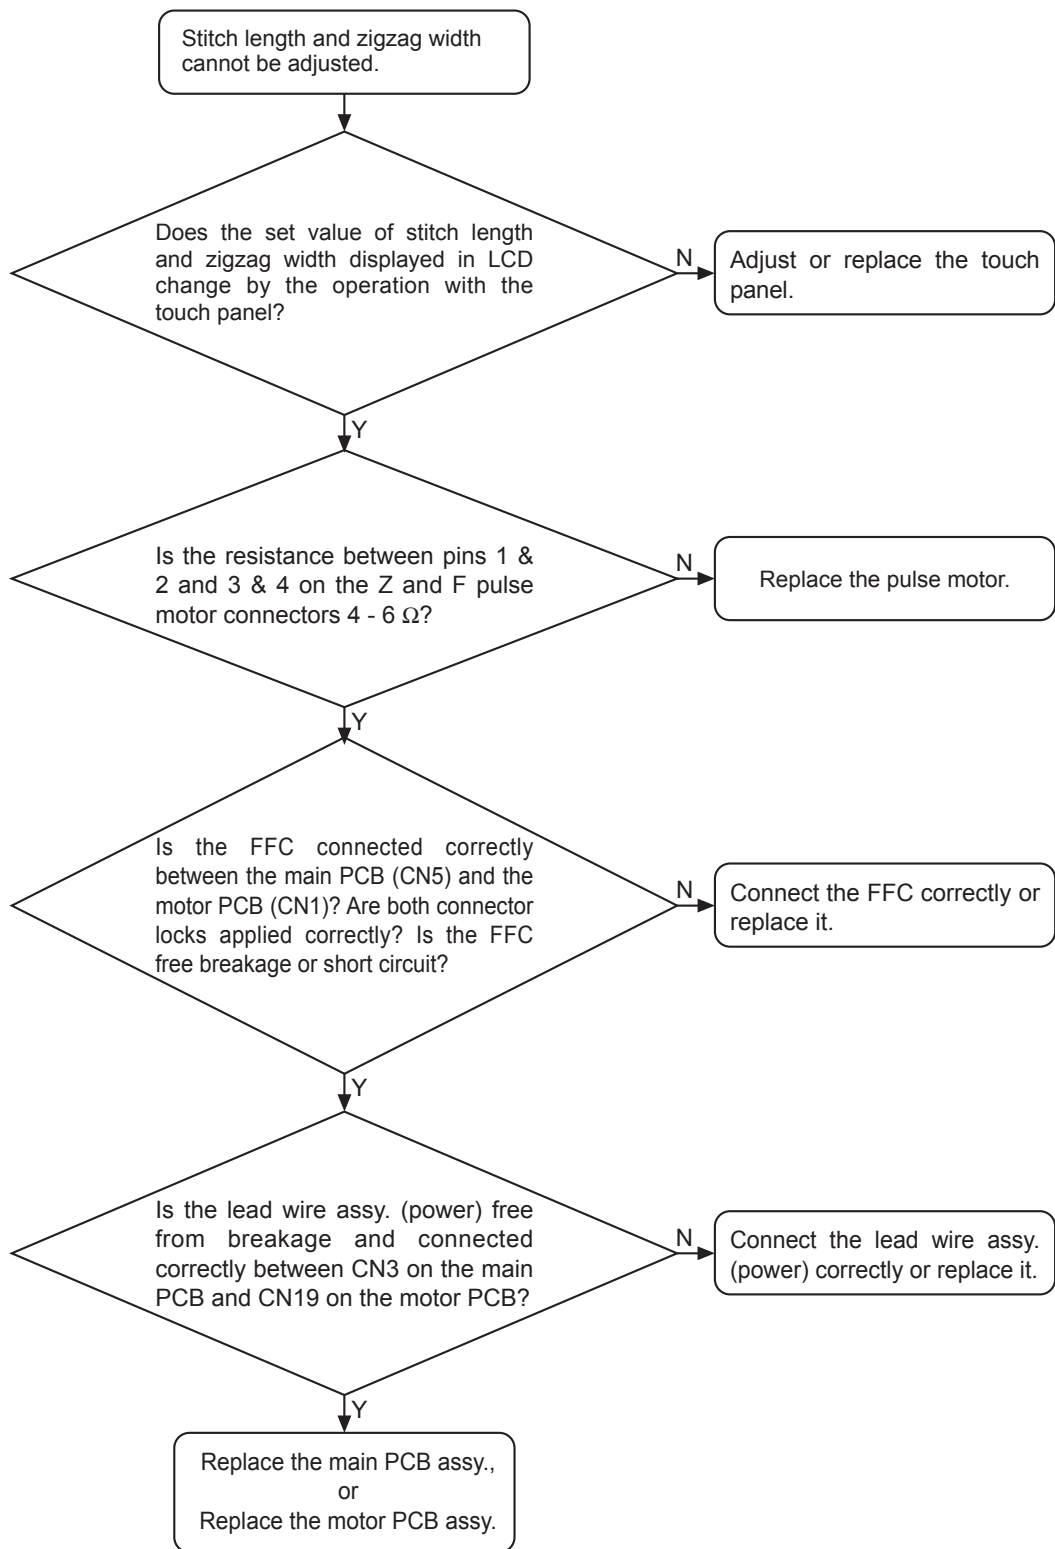 Stitch length and zigzag width
cannot be adjusted.
Does the set value of stitch length
and zigzag width displayed in LCD
change by the operation with the
touch panel?
N
Adjust or replace the touch
panel.
Y
Is the resistance between pins 1 &
2 and 3 & 4 on the Z and F pulse
motor connectors 4 - 6 Ω?
N
Replace the pulse motor.
Y
Is the FFC connected correctly
between the main PCB (CN5) and the
motor PCB (CN1)? Are both connector
locks applied correctly? Is the FFC
free breakage or short circuit?
N
Connect the FFC correctly or
replace it.
Y
Is the lead wire assy. (power) free
from breakage and connected
correctly between CN3 on the main
PCB and CN19 on the motor PCB?
N
Connect the lead wire assy.
(power) correctly or replace it.
Y
Replace the main PCB assy.,
or
Replace the motor PCB assy.